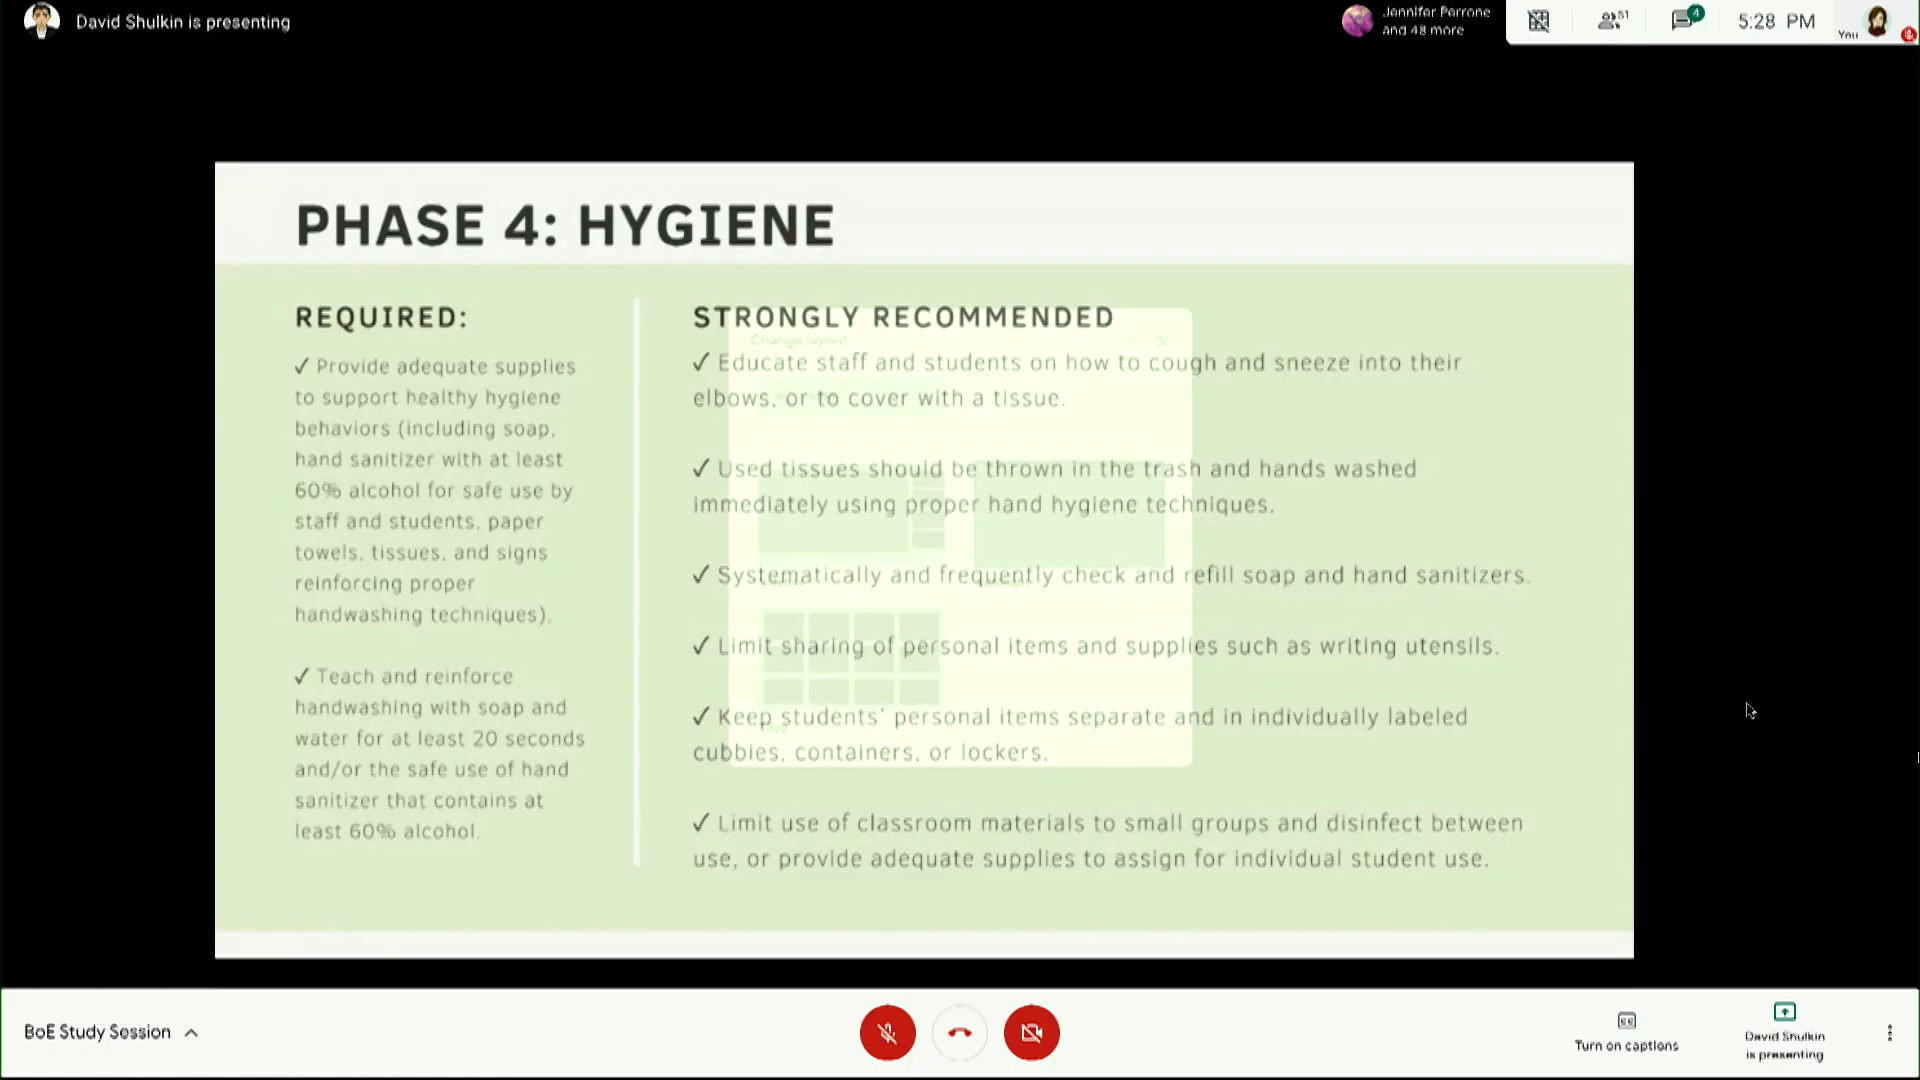 David Shulkin is presenting
Jennifer Perrone
and 48 more
51
4
5:28 PM
You
PHASE 4: HYGIENE
REQUIRED:
✓ Provide adequate supplies
to support healthy hygiene
behaviors (including soap,
hand sanitizer with at least
60% alcohol for safe use by
staff and students, paper
towels, tissues, and signs
reinforcing proper
handwashing techniques).
✓ Teach and reinforce
handwashing with soap and
water for at least 20 seconds
and/or the safe use of hand
sanitizer that contains at
least 60% alcohol.
STRONGLY RECOMMENDED
Change layout
✓ Educate staff and students on how to cough and sneeze into their
elbows, or to cover with a tissue.
✓ Used tissues should be thrown in the trash and hands washed
immediately using proper hand hygiene techniques.
✓ Systematically and frequently check and refill soap and hand sanitizers.
✓ Limit sharing of personal items and supplies such as writing utensils.
✓ Keep students' personal items separate and in individually labeled
cubbies, containers, or lockers.
✓ Limit use of classroom materials to small groups and disinfect between
use, or provide adequate supplies to assign for individual student use.
BoE Study Session
Turn on captions
David Shulkin
is presenting